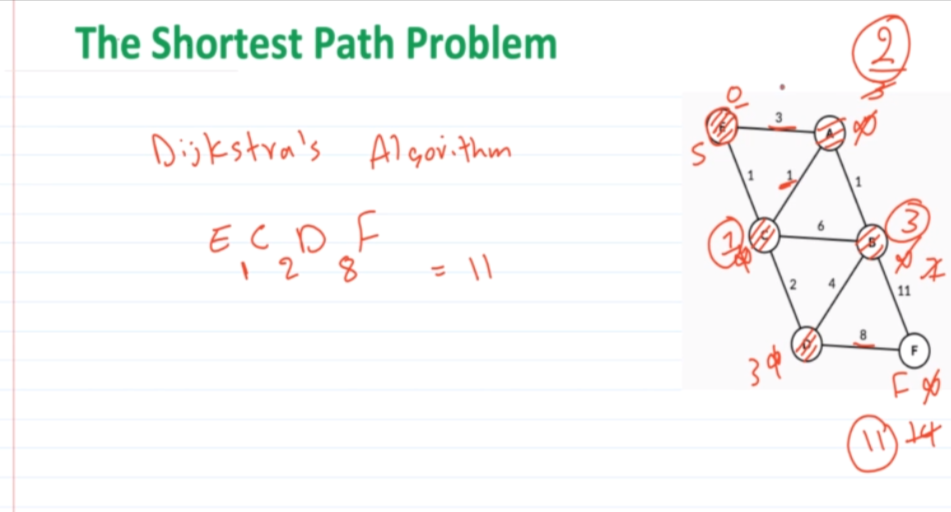 The Shortest Path Problem
Dijkstra's Algorithm
E C D F
1 2 8 = 11
2
3
0
E 3 A ∞
S
1 1 1
1 ∞ C 6 B 3
∞ 7
2 4 11
3 ∞ D 8 F
F ∞
11 14